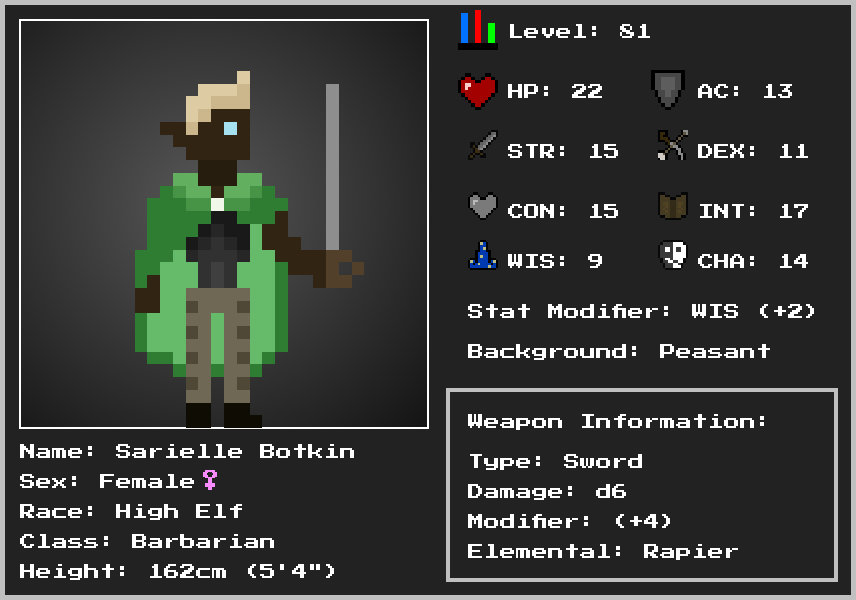 Level: 81
HP: 22 AC: 13
STR: 15 DEX: 11
CON: 15 INT: 17
WIS: 9 CHA: 14
Stat Modifier: WIS (+2)
Background: Peasant
Weapon Information:
Type: Sword
Damage: d6
Modifier: (+4)
Elemental: Rapier
Name: Sarielle Botkin
Sex: Female♀
Race: High Elf
Class: Barbarian
Height: 162cm (5'4")